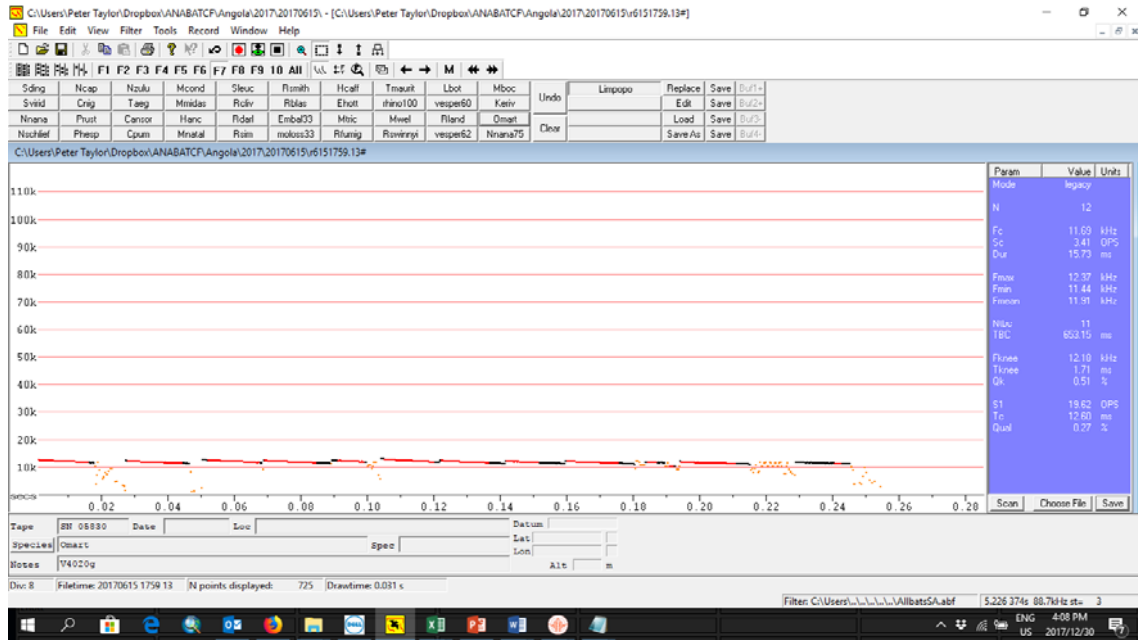 C:\Users\Peter Taylor\Dropbox\ANABATCF\Angola\2017\20170615\ - [C:\Users\Peter Taylor\Dropbox\ANABATCF\Angola\2017\20170615\r6151759.13#]
File Edit View Filter Tools Record Window Help
F1 F2 F3 F4 F5 F6 F7 F8 F9 10 All M
Sding Ncap Nzulu Mcond Sleuc Rsmith Hcaff Tmaurit Lbot Mboc Undo Limpopo Replace Save Buf1+
Svirid Cnig Taeg Mmidas Rcliv Rblas Ehott rhino100 vesper60 Keriv Edit Save Buf2+
Nnana Prust Cansor Hanc Rdarl Embal33 Mtric Mwel Rland Omart Clear Load Save Buf3-
Nschlief Phesp Cpum Mnatal Rsim moloss33 Rfumig Rswinnyi vesper62 Nnana75 Save As Save Buf4-
C:\Users\Peter Taylor\Dropbox\ANABATCF\Angola\2017\20170615\r6151759.13#
Param Value Units
Mode legacy
N 12
Fc 11.69 kHz
Sc 3.41 OPS
Dur 15.73 ms
Fmax 12.37 kHz
Fmin 11.44 kHz
Fmean 11.91 kHz
Ntbc 11
TBC 653.15 ms
Fknee 12.10 kHz
Tknee 1.71 ms
Qk 0.51 %
S1 19.62 OPS
Tc 12.60 ms
Qual 0.27 %
110k
100k
90k
80k
70k
60k
50k
40k
30k
20k
10k
secs 0.02 0.04 0.06 0.08 0.10 0.12 0.14 0.16 0.18 0.20 0.22 0.24 0.26 0.28
Scan Choose File Save
Tape SN 05830 Date Loc Datum
Species Omart Spec Lat
Lon
Notes V4020g Alt m
Div: 8 Filetime: 20170615 1759 13 N points displayed: 725 Drawtime: 0.031 s
Filter: C:\Users\..\..\..\..\..\AllbatsSA.abf 5.226 374s 88.7kHz st= 3
ENG 4:08 PM
US 2017/12/30